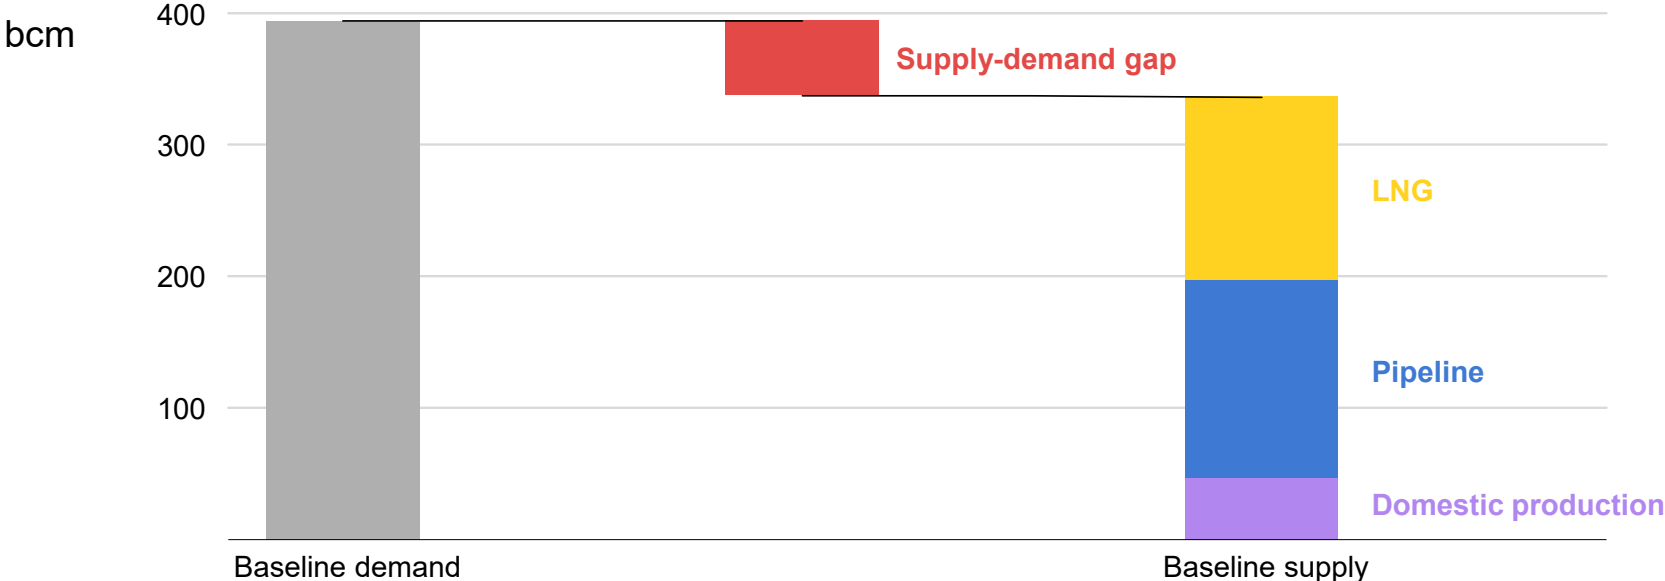 bcm
400
300
200
100
Supply-demand gap
LNG
Pipeline
Domestic production
Baseline demand
Baseline supply